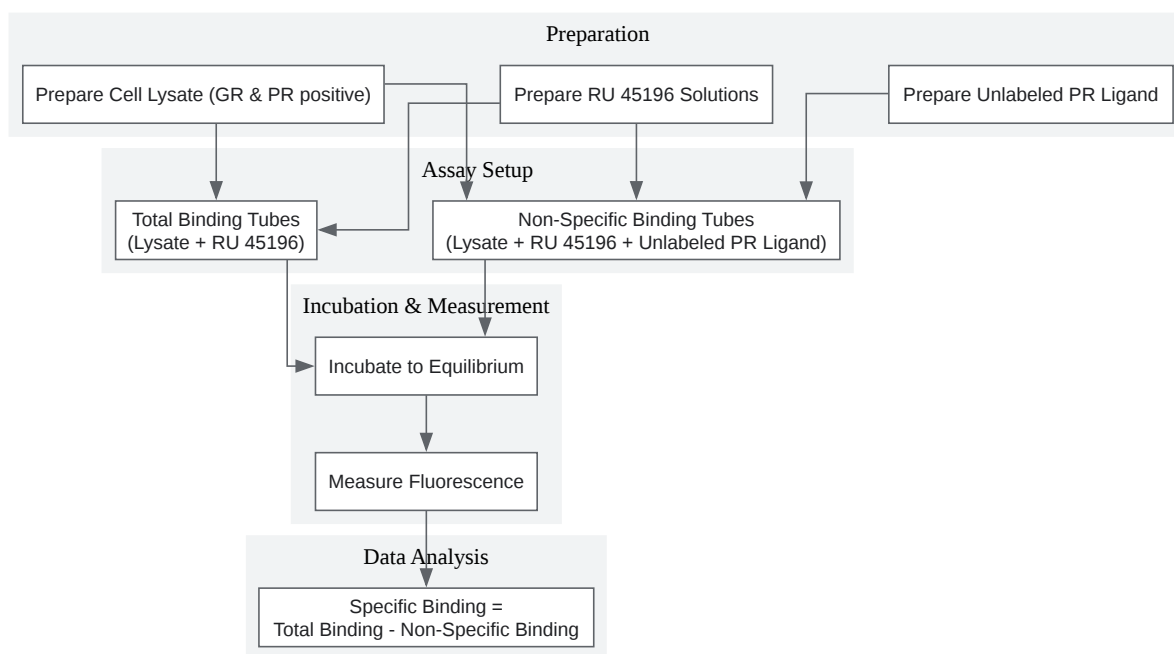 Preparation
Prepare Cell Lysate (GR & PR positive)
Prepare RU 45196 Solutions
Prepare Unlabeled PR Ligand
Assay Setup
Total Binding Tubes
(Lysate + RU 45196)
Non-Specific Binding Tubes
(Lysate + RU 45196 + Unlabeled PR Ligand)
Incubation & Measurement
Incubate to Equilibrium
Measure Fluorescence
Data Analysis
Specific Binding =
Total Binding - Non-Specific Binding